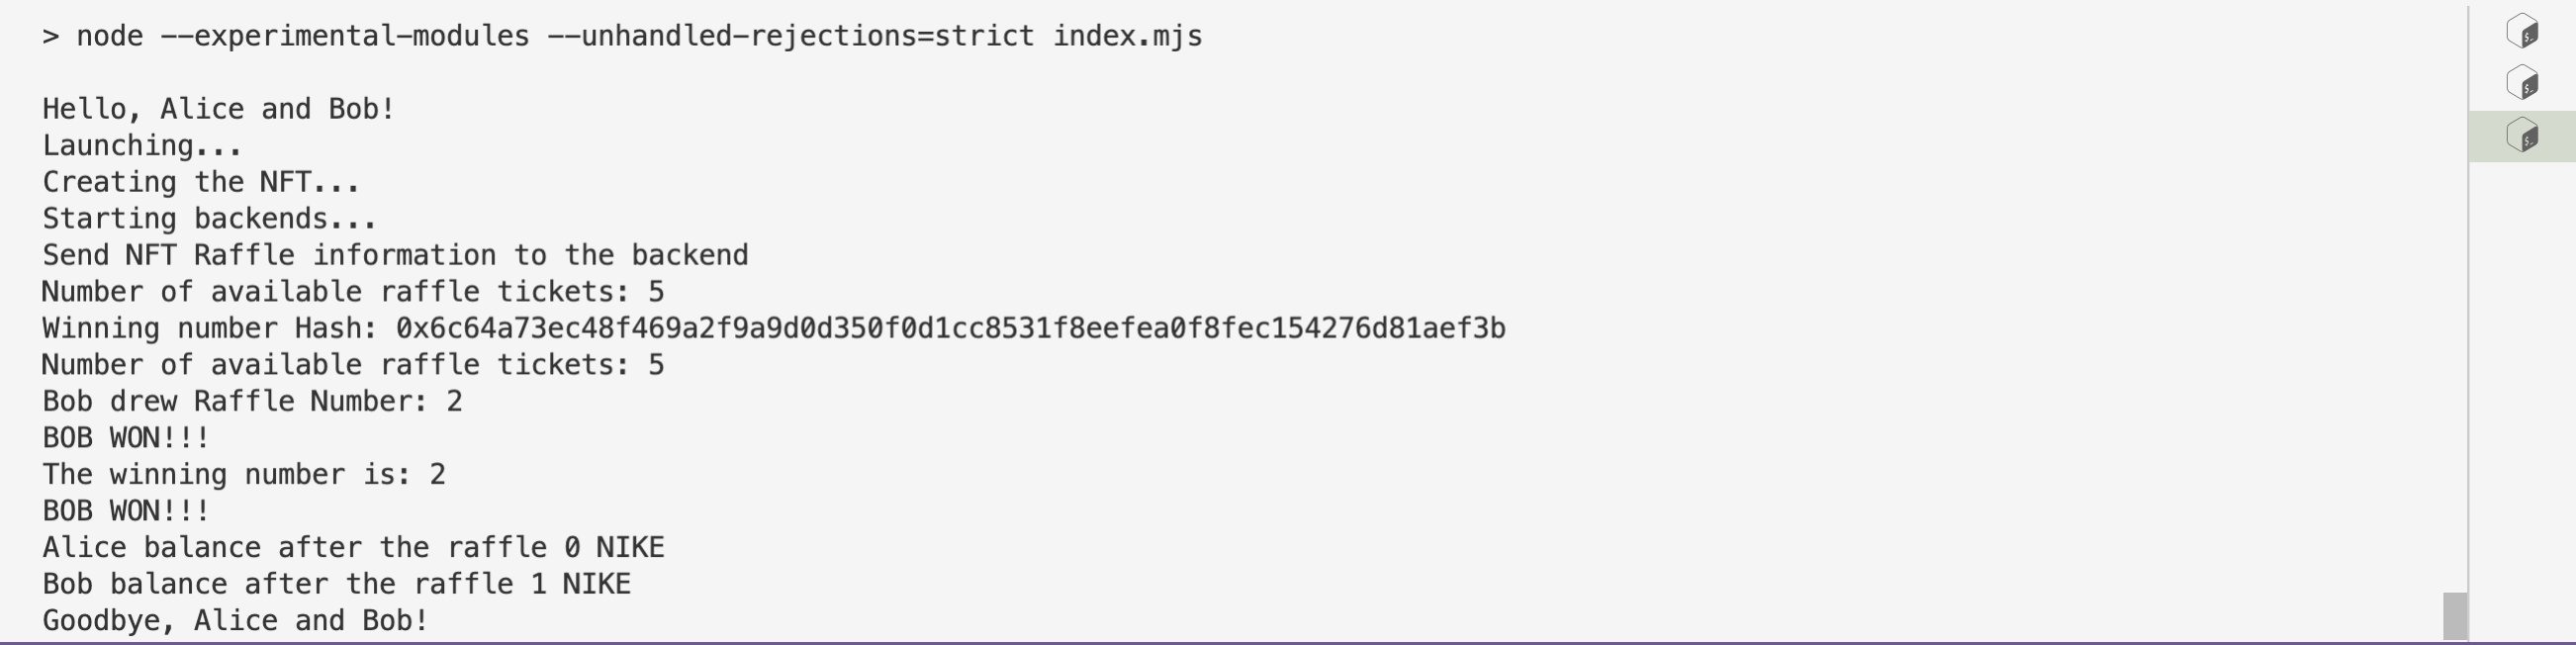 > node --experimental-modules --unhandled-rejections=strict index.mjs
Hello, Alice and Bob!
Launching...
Creating the NFT...
Starting backends...
Send NFT Raffle information to the backend
Number of available raffle tickets: 5
Winning number Hash: 0x6c64a73ec48f469a2f9a9d0d350f0d1cc8531f8eefea0f8fec154276d81aef3b
Number of available raffle tickets: 5
Bob drew Raffle Number: 2
BOB WON!!!
The winning number is: 2
BOB WON!!!
Alice balance after the raffle 0 NIKE
Bob balance after the raffle 1 NIKE
Goodbye, Alice and Bob!